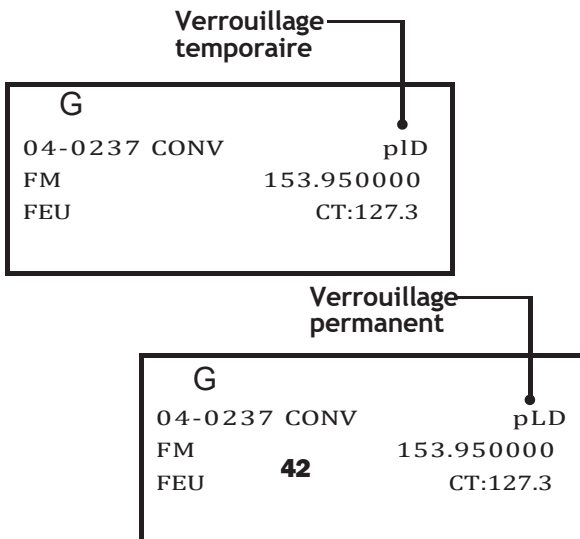 Verrouillage
temporaire
G
04-0237 CONV plD
FM 153.950000
FEU CT:127.3
Verrouillage
permanent
G
04-0237 CONV pLD
FM 153.950000
42
FEU CT:127.3